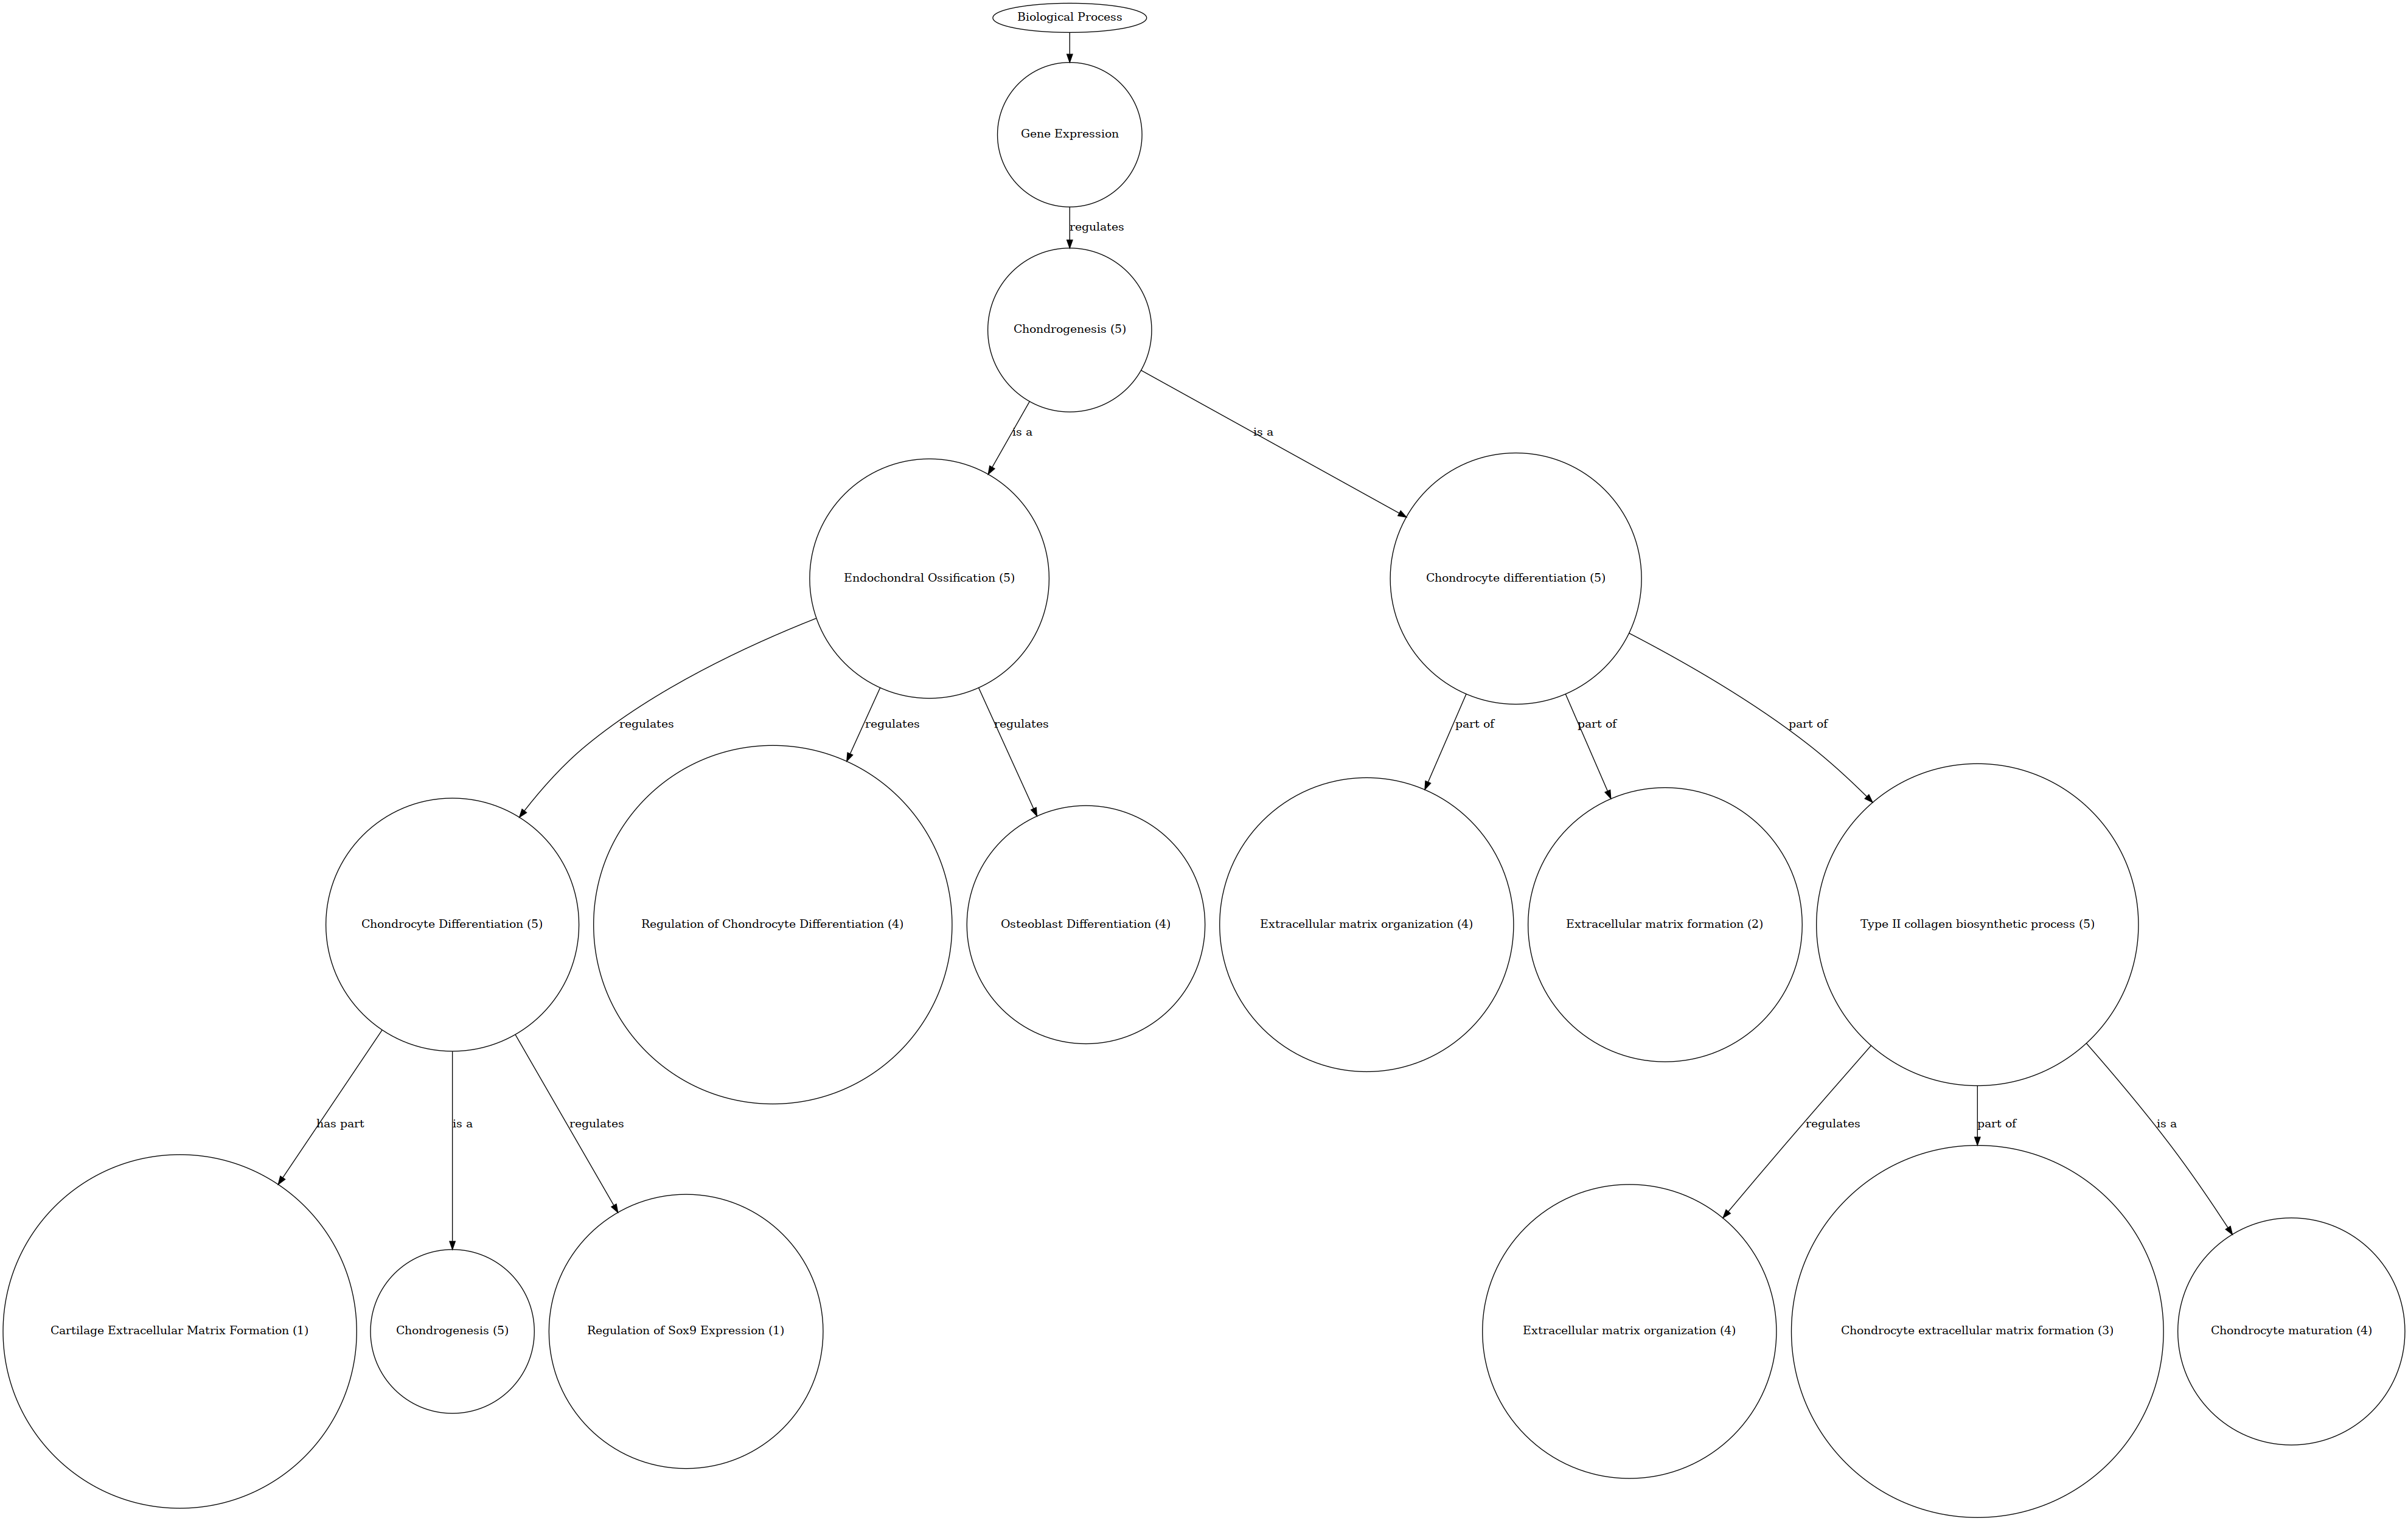 Biological Process
Gene Expression
regulates
Chondrogenesis (5)
is a
is a
Endochondral Ossification (5)
Chondrocyte differentiation (5)
regulates
regulates
regulates
part of
part of
part of
Chondrocyte Differentiation (5)
Regulation of Chondrocyte Differentiation (4)
Osteoblast Differentiation (4)
Extracellular matrix organization (4)
Extracellular matrix formation (2)
Type II collagen biosynthetic process (5)
has part
is a
regulates
regulates
part of
is a
Cartilage Extracellular Matrix Formation (1)
Chondrogenesis (5)
Regulation of Sox9 Expression (1)
Extracellular matrix organization (4)
Chondrocyte extracellular matrix formation (3)
Chondrocyte maturation (4)